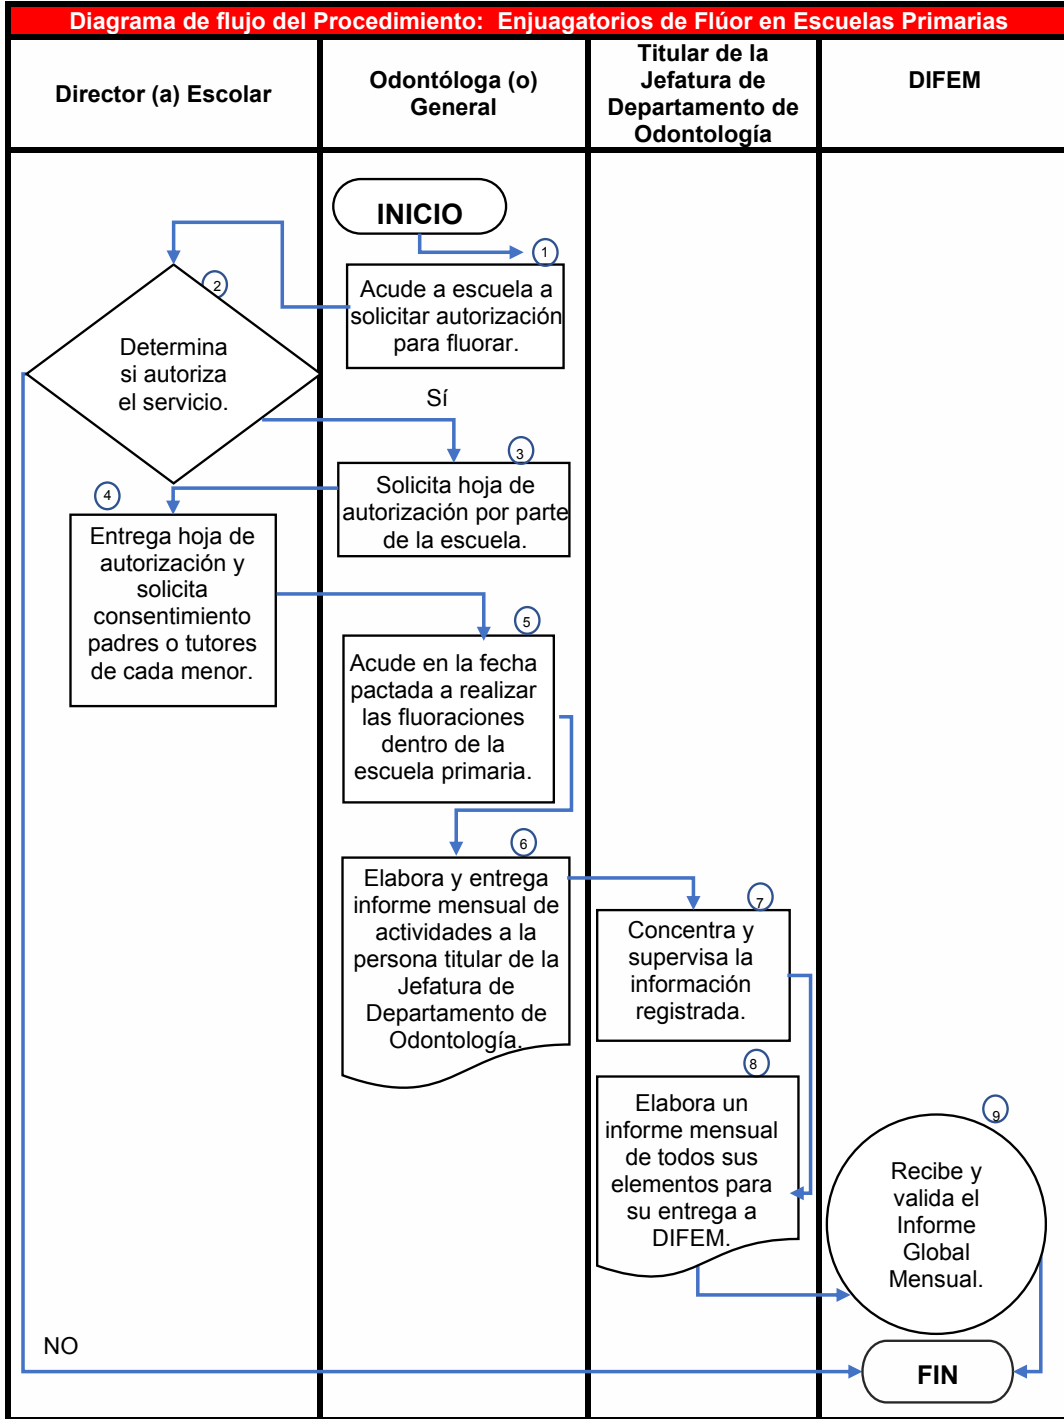 Diagrama de flujo del Procedimiento: Enjuagatorios de Flúor en Escuelas Primarias
Director (a) Escolar
Odontóloga (o)
General
Titular de la
Jefatura de
Departamento de
Odontología
DIFEM
INICIO
1
Acude a escuela a
solicitar autorización
para fluorar.
2
Determina
si autoriza
el servicio.
Sí
3
Solicita hoja de
autorización por parte
de la escuela.
4
Entrega hoja de
autorización y
solicita
consentimiento
padres o tutores
de cada menor.
5
Acude en la fecha
pactada a realizar
las fluoraciones
dentro de la
escuela primaria.
6
Elabora y entrega
informe mensual de
actividades a la
persona titular de la
Jefatura de
Departamento de
Odontología.
7
Concentra y
supervisa la
información
registrada.
8
Elabora un
informe mensual
de todos sus
elementos para
su entrega a
DIFEM.
9
Recibe y
valida el
Informe
Global
Mensual.
NO
FIN